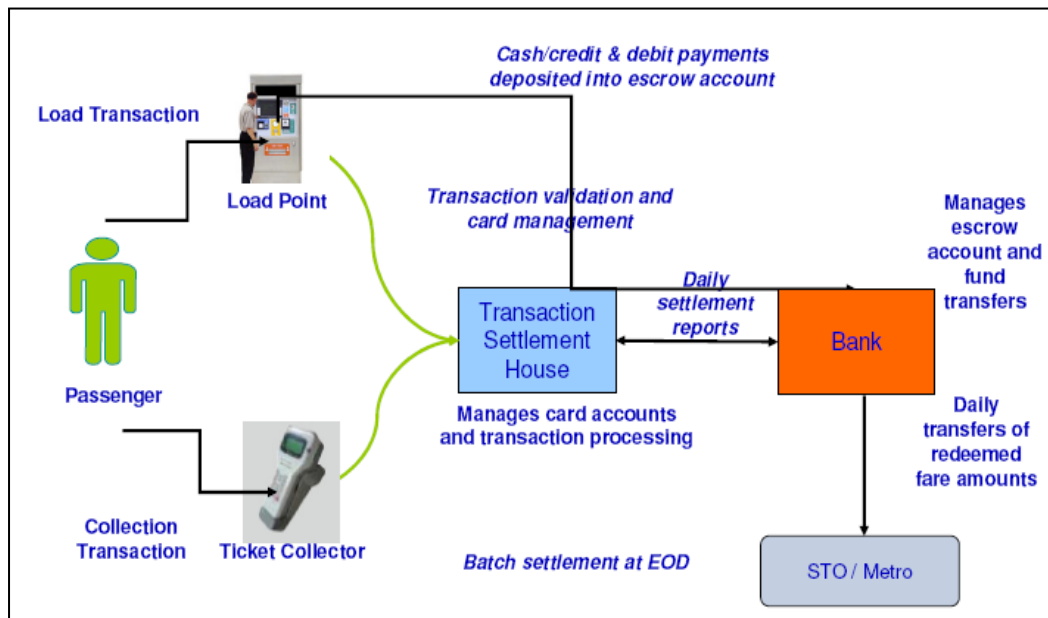 Cash/credit & debit payments
deposited into escrow account
Load Transaction
Load Point
Transaction validation and
card management
Manages
escrow
account and
fund
transfers
Daily
settlement
reports
Transaction
Settlement
House
Bank
Passenger
Manages card accounts
and transaction processing
Daily
transfers of
redeemed
fare amounts
Collection
Transaction
Ticket Collector
Batch settlement at EOD
STO / Metro